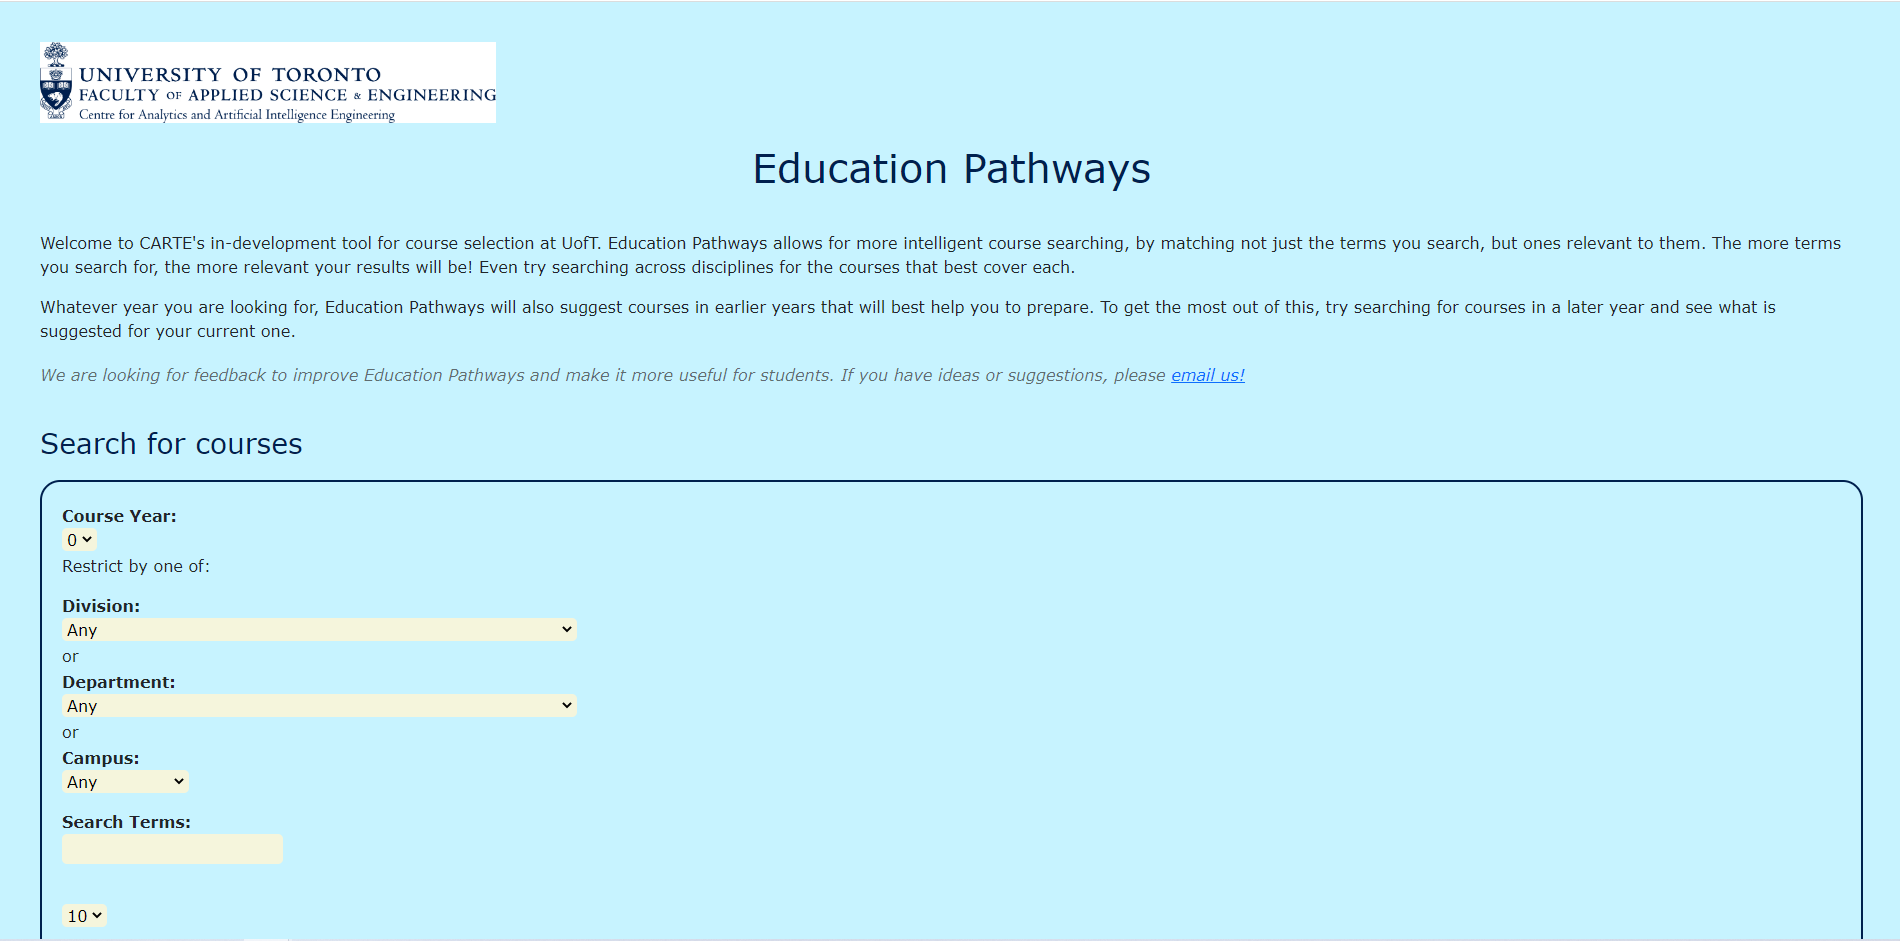 UNIVERSITY OF TORONTO
FACULTY OF APPLIED SCIENCE & ENGINEERING
Centre for Analytics and Artificial Intelligence Engineering
Education Pathways
Welcome to CARTE's in-development tool for course selection at UofT. Education Pathways allows for more intelligent course searching, by matching not just the terms you search, but ones relevant to them. The more terms
you search for, the more relevant your results will be! Even try searching across disciplines for the courses that best cover each.
Whatever year you are looking for, Education Pathways will also suggest courses in earlier years that will best help you to prepare. To get the most out of this, try searching for courses in a later year and see what is
suggested for your current one.
We are looking for feedback to improve Education Pathways and make it more useful for students. If you have ideas or suggestions, please email us!
Search for courses
Course Year:
0
Restrict by one of:
Division:
Any
or
Department:
Any
or
Campus:
Any
Search Terms:
10